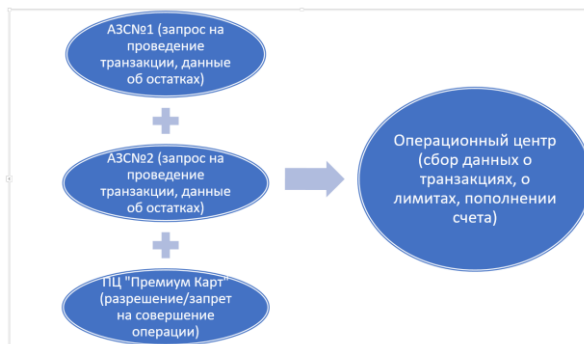 АЗС№1 (запрос на
проведение
транзакции, данные
об остатках)
АЗС№2 (запрос на
проведение
транзакции, данные
об остатках)
ПЦ "Премиум Карт"
(разрешение/запрет
на совершение
операции)
Операционный центр
(сбор данных о
транзакциях, о
лимитах, пополнении
счета)